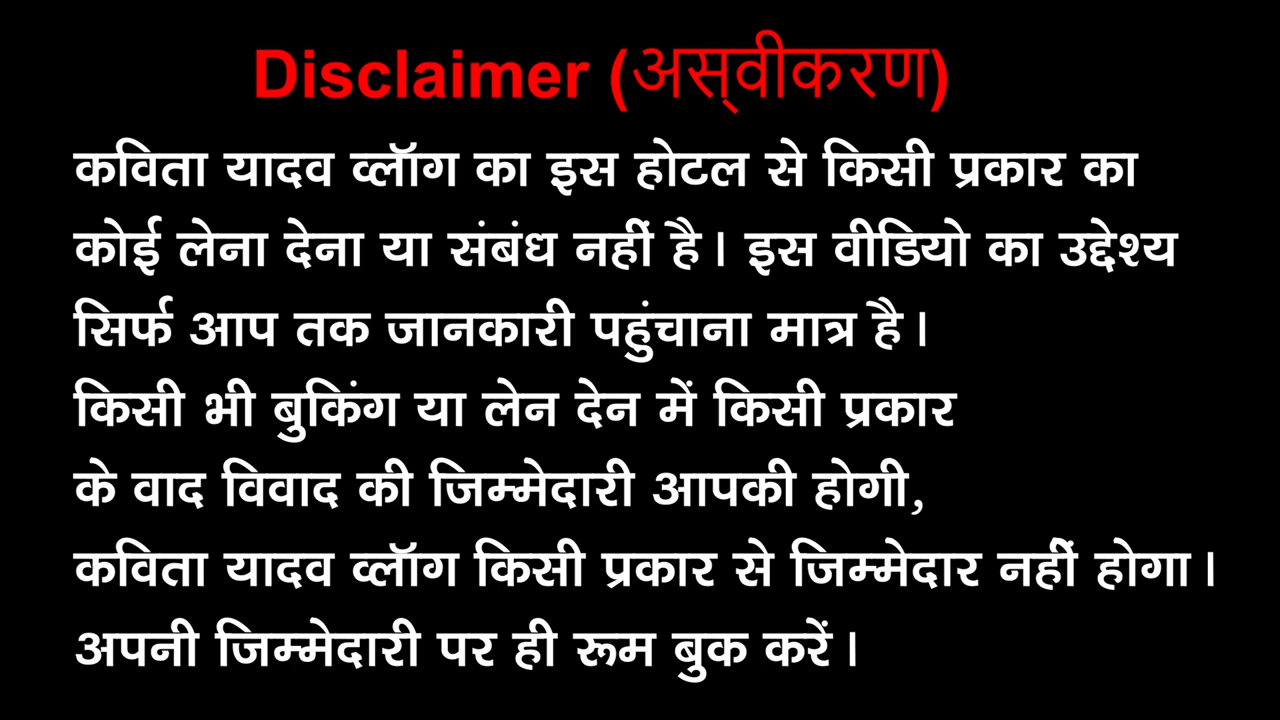 Disclaimer (अस्वीकरण)
कविता यादव व्लॉग का इस होटल से किसी प्रकार का
कोई लेना देना या संबंध नहीं है। इस वीडियो का उद्देश्य
सिर्फ आप तक जानकारी पहुंचाना मात्र है।
किसी भी बुकिंग या लेन देन में किसी प्रकार
के वाद विवाद की जिम्मेदारी आपकी होगी,
कविता यादव व्लॉग किसी प्रकार से जिम्मेदार नहीं होगा।
अपनी जिम्मेदारी पर ही रूम बुक करें।